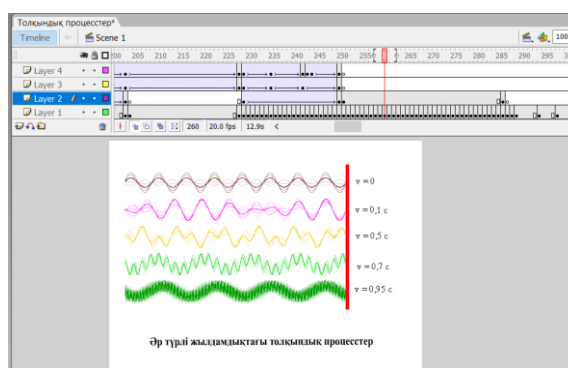 Толқындық процесстер*
Timeline Scene 1
200 205 210 215 220 225 230 235 240 245 250 255 265 270 275 280 285 290 295
Layer 4
Layer 3
Layer 2
Layer 1
260 20.0 fps 12.9s
v = 0
v = 0,1 c
v = 0,5 c
v = 0,7 c
v = 0,95 c
Әр түрлі жылдамдықтағы толқындық процесстер